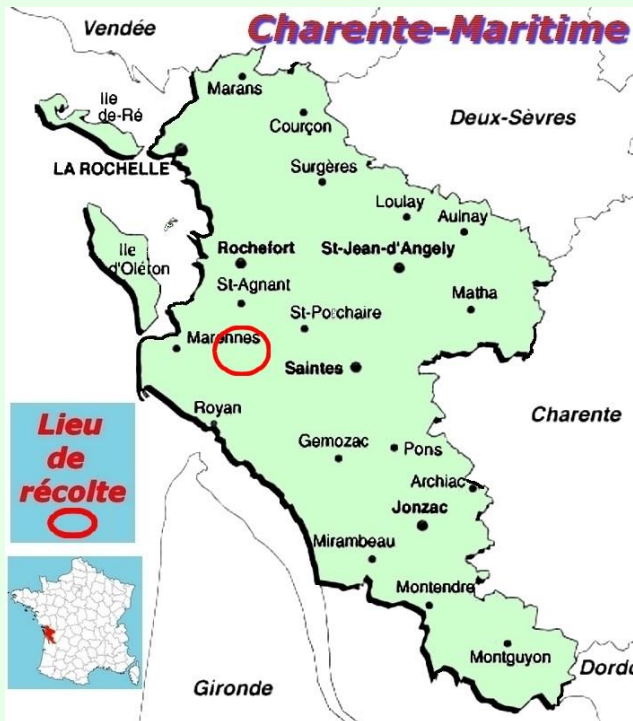 Charente-Maritime
Vendée
Marans
Ile
de-Ré
Courçon
Deux-Sèvres
LA ROCHELLE
Surgères
Loulay
Aulnay
Ile
d'Oléron
Rochefort
St-Jean-d'Angely
St-Agnant
Matha
St-Porchaire
Marennes
Saintes
Charente
Royan
Lieu
de
récolte
Gemozac
Pons
Archiac
Jonzac
Mirambeau
Montendre
Montguyon
Dordo
Gironde